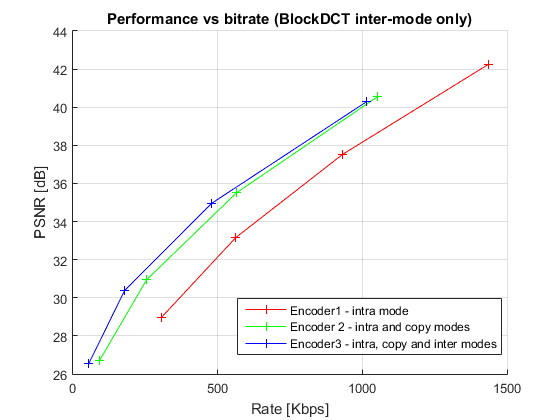 Performance vs bitrate (BlockDCT inter-mode only)
44
42
40
38
36
34
32
30
28
26
PSNR [dB]
Encoder1 - intra mode
Encoder 2 - intra and copy modes
Encoder3 - intra, copy and inter modes
0 500 1000 1500
Rate [Kbps]